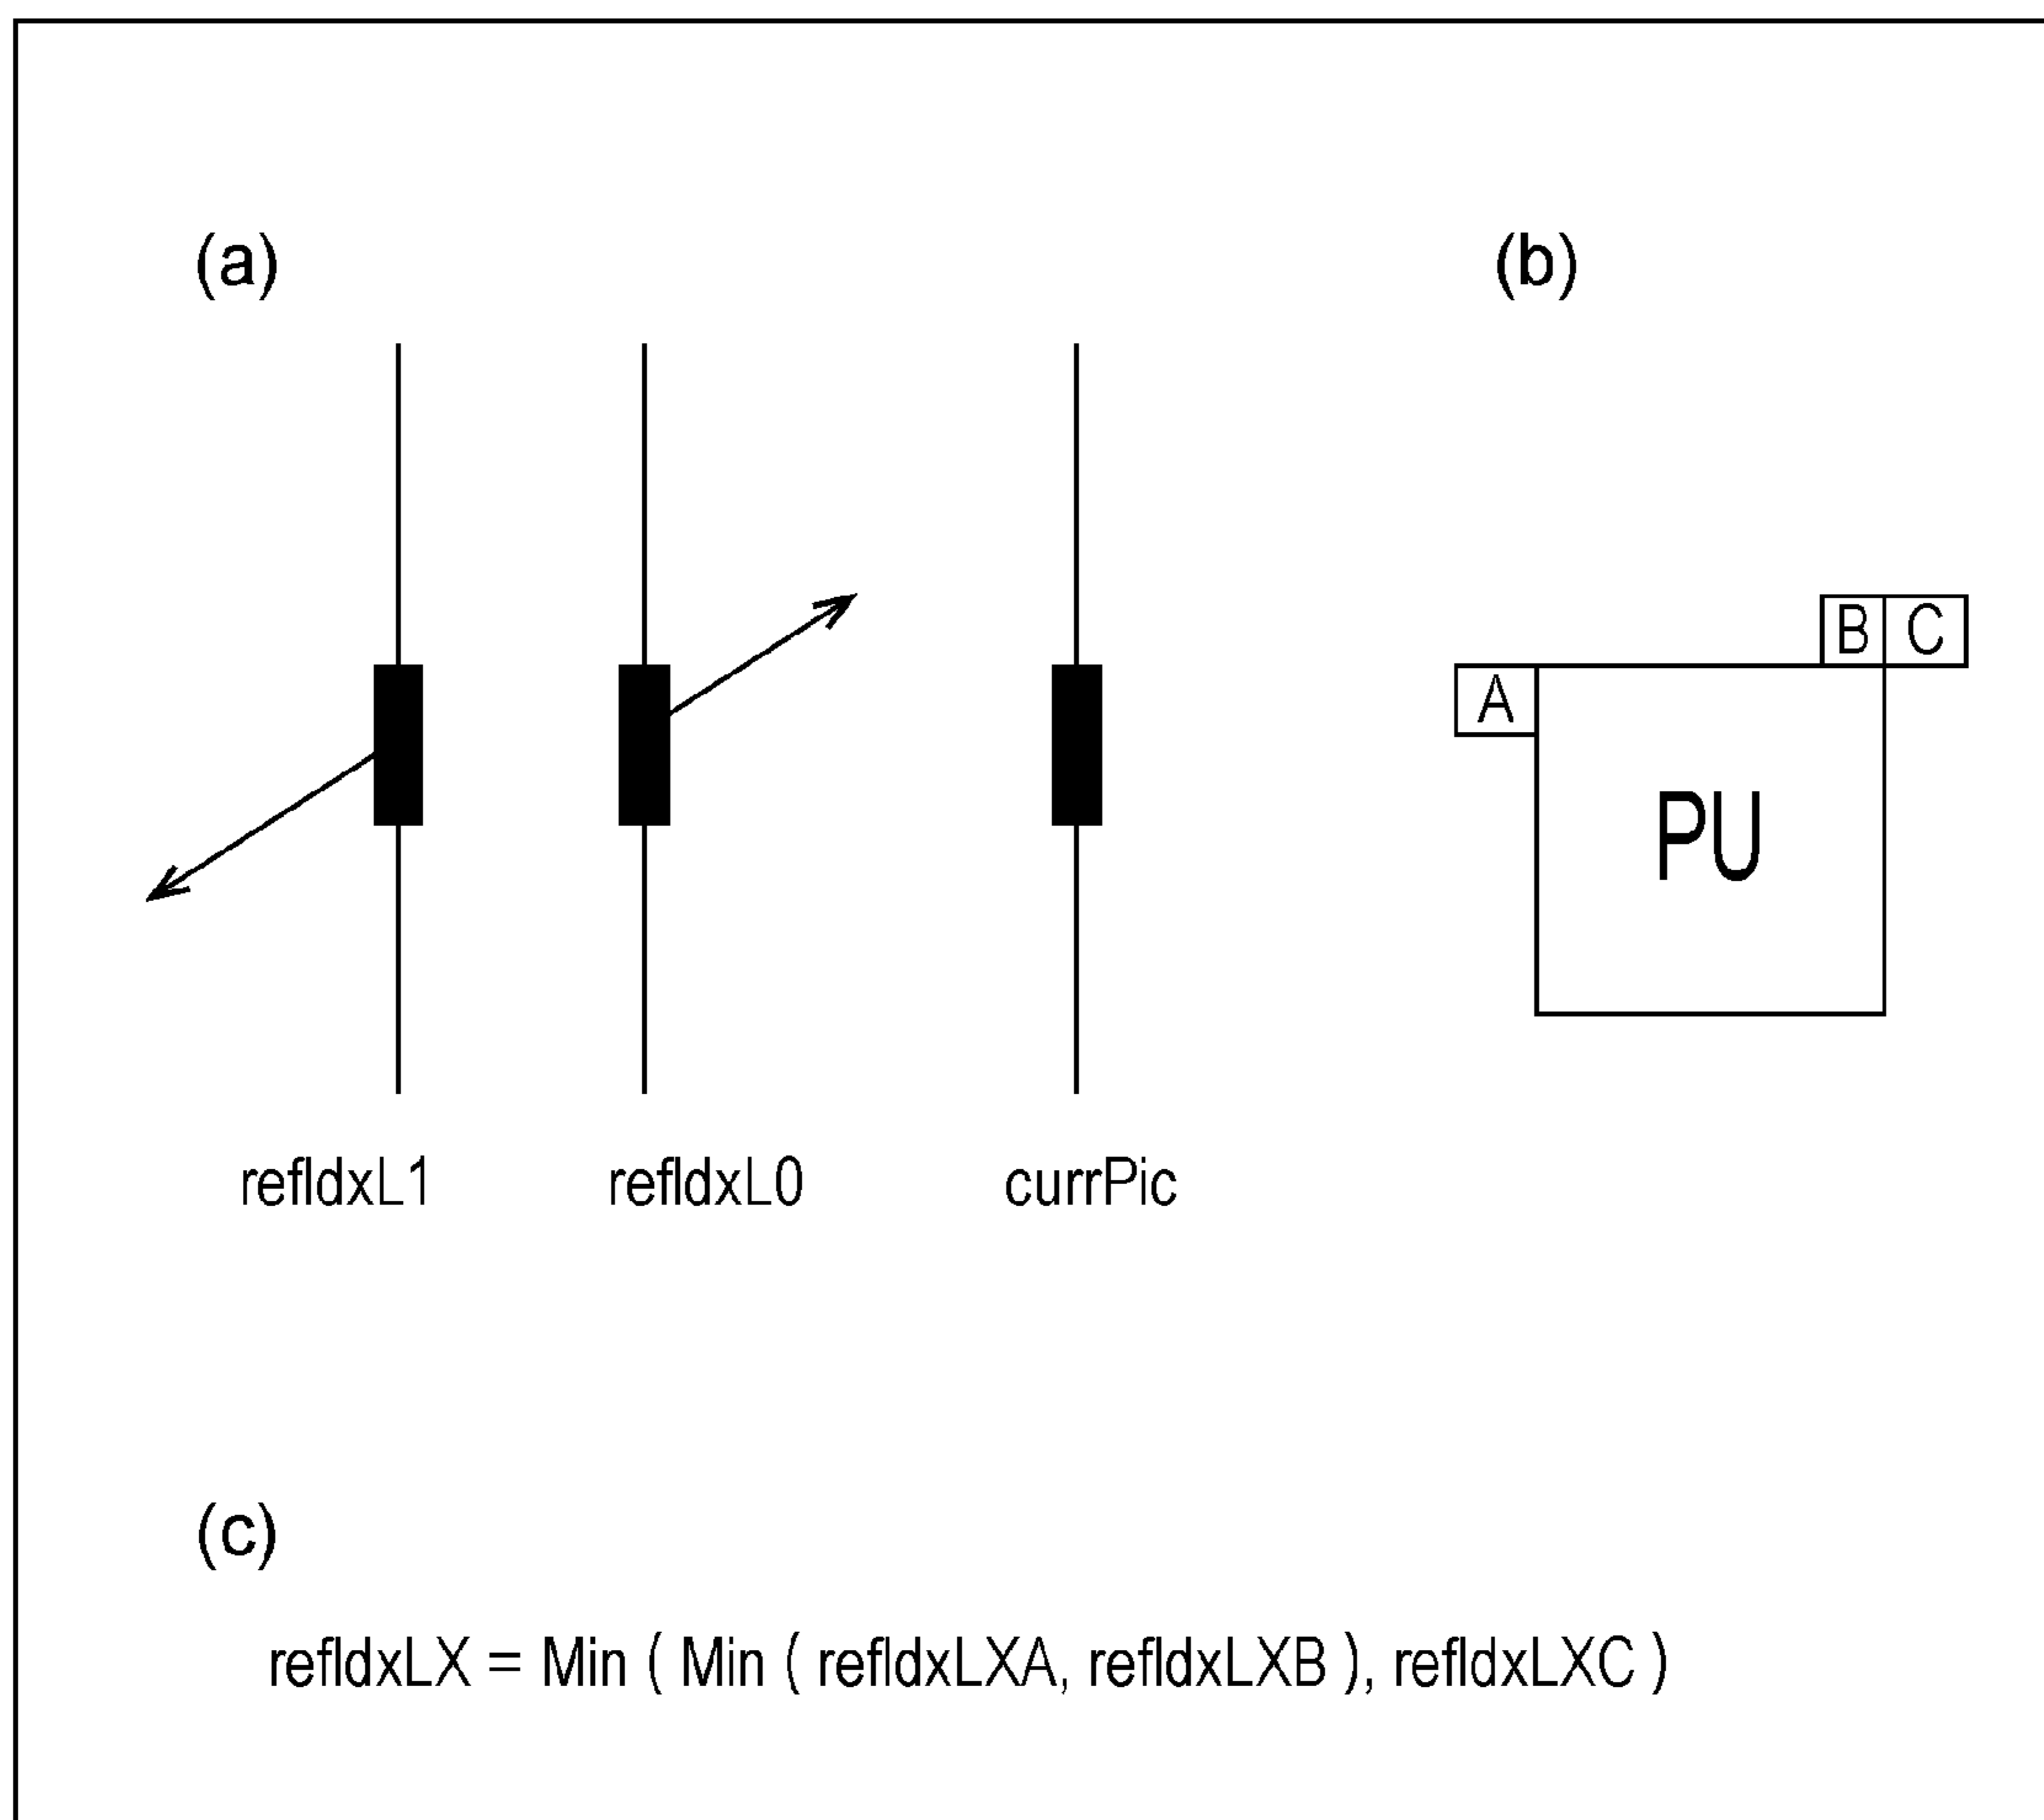 (a)
(b)
B C
A
PU
refIdxL1 refIdxL0 currPic
(c)
refIdxLX = Min ( Min ( refIdxLXA, refIdxLXB ), refIdxLXC )